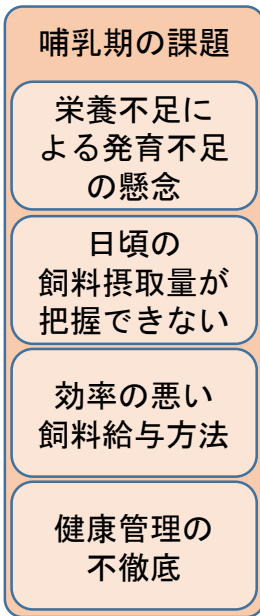 哺乳期の課題
栄養不足に
よる発育不足
の懸念
日頃の
飼料摂取量が
把握できない
効率の悪い
飼料給与方法
健康管理の
不徹底